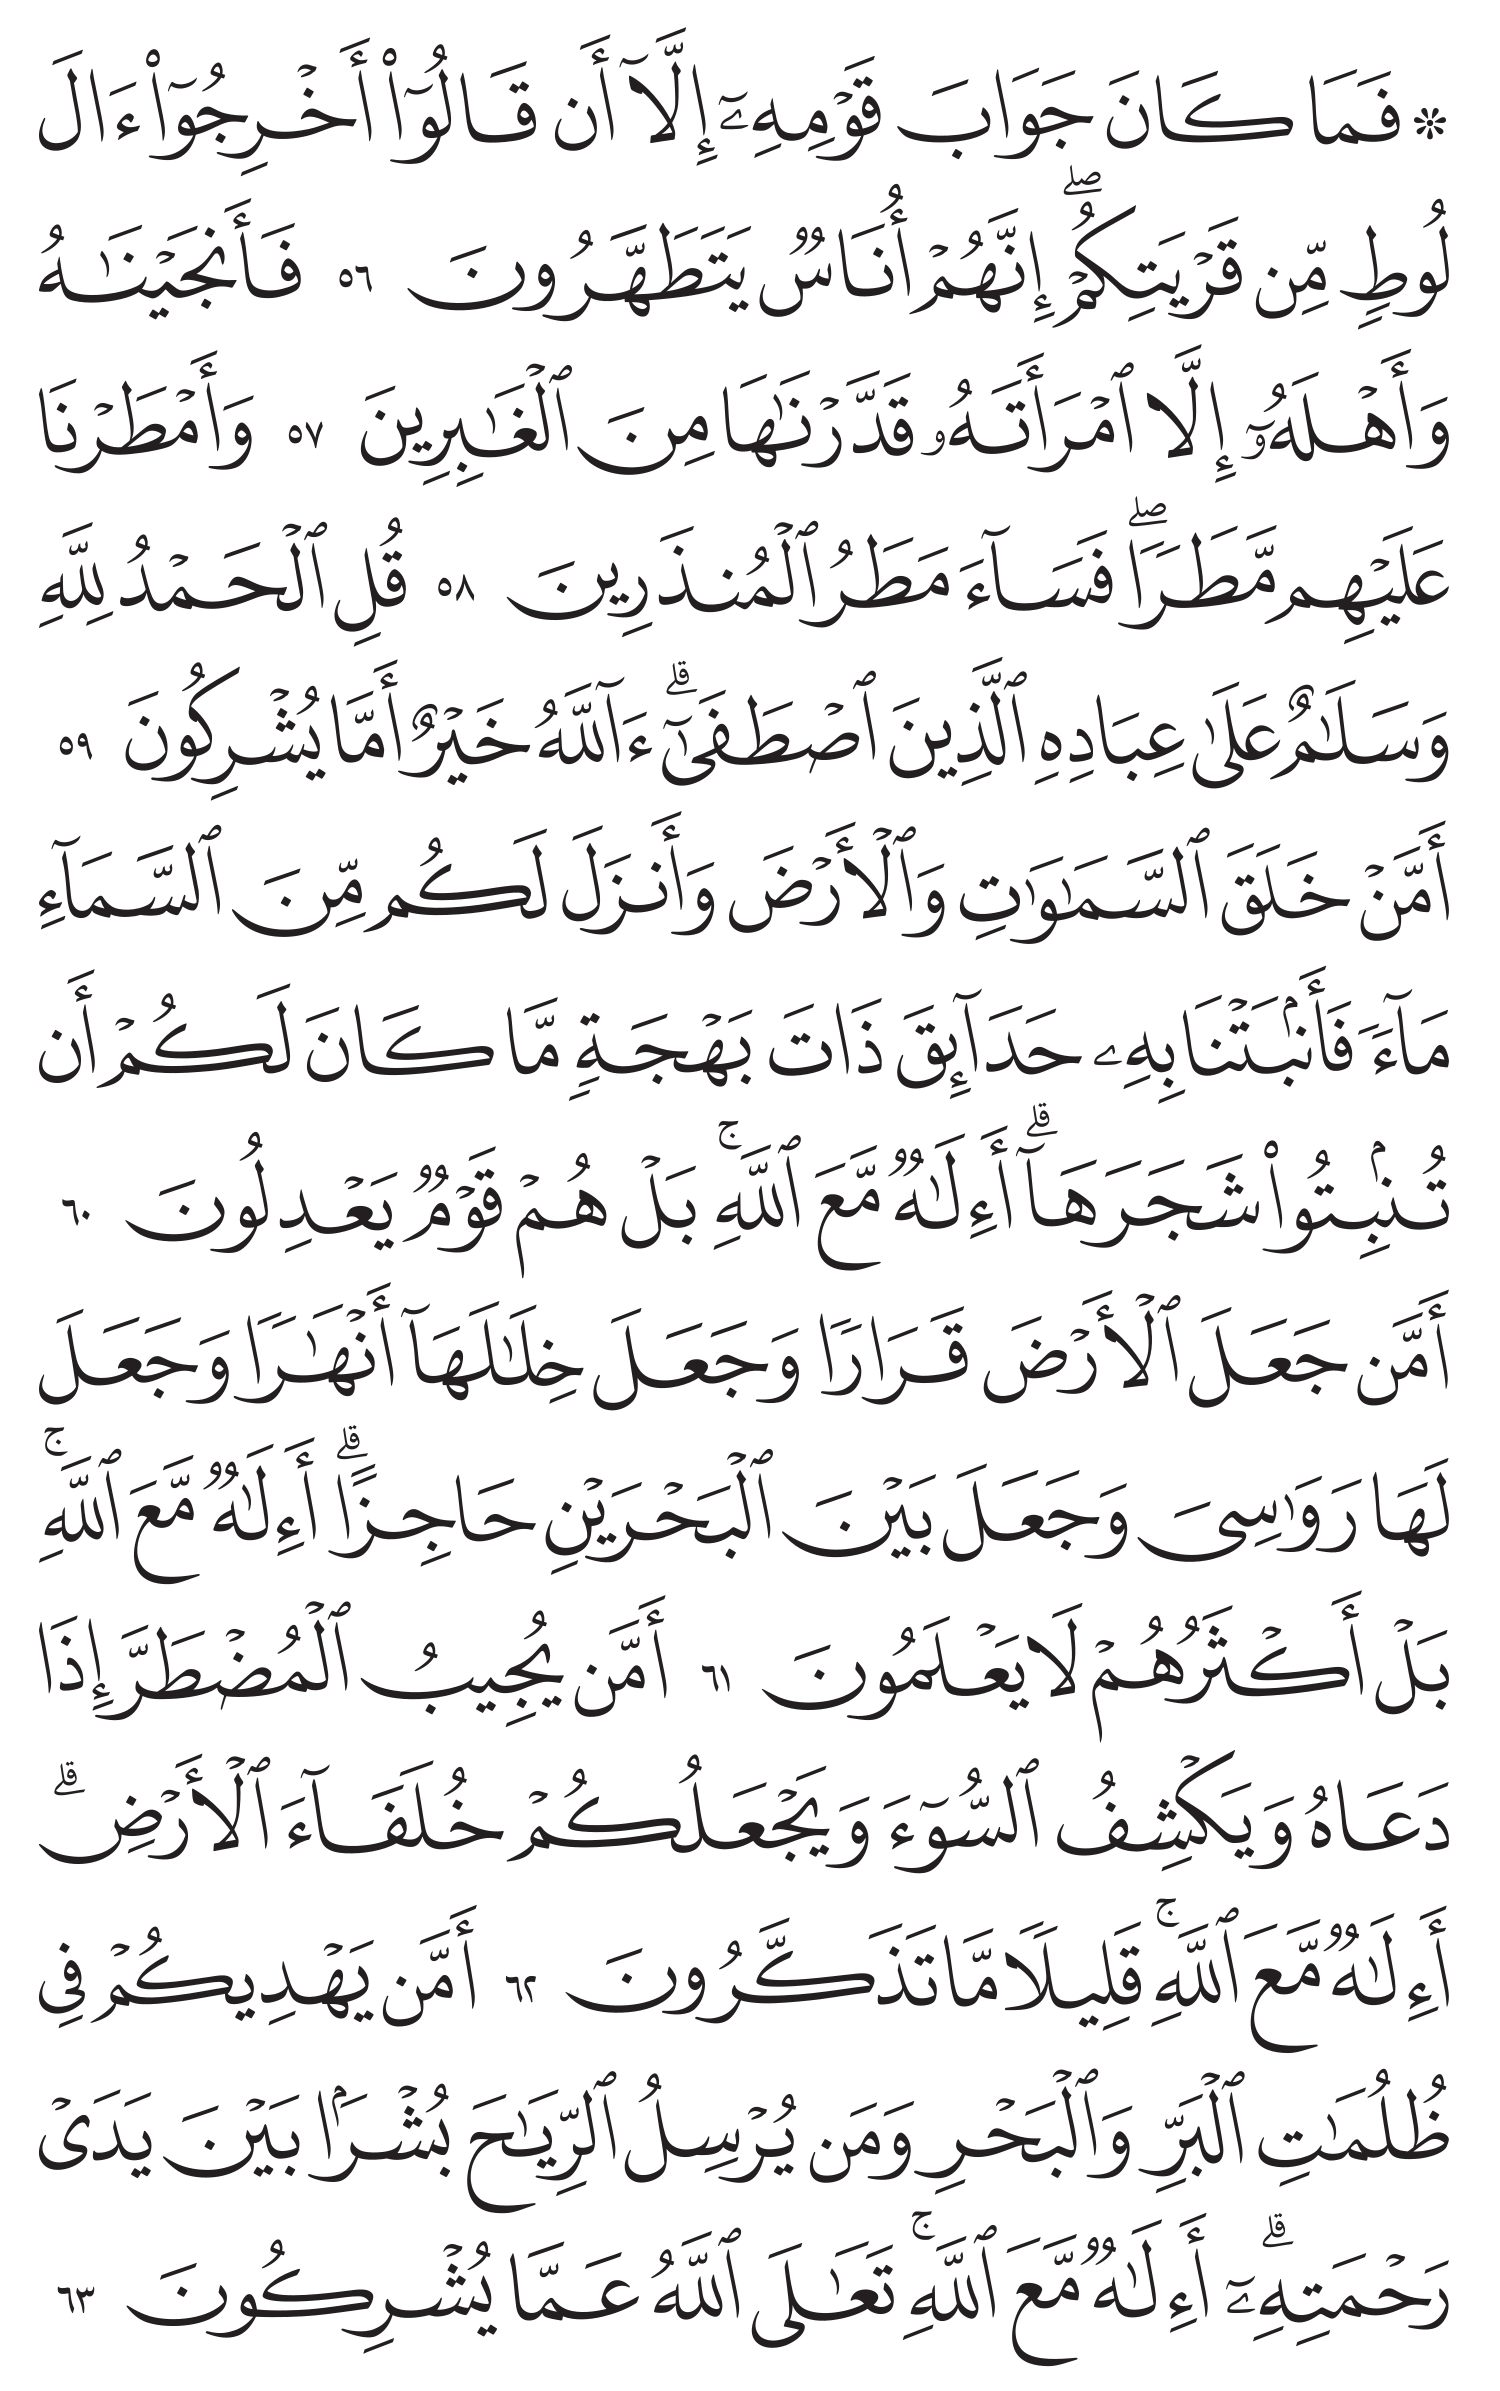 ۞ فَمَا كَانَ جَوَابَ قَوْمِهِۦٓ إِلَّآ أَن قَالُوٓا۟ أَخْرِجُوٓا۟ ءَالَ
لُوطٍ مِّن قَرْيَتِكُمْ ۖ إِنَّهُمْ أُنَاسٌ يَتَطَهَّرُونَ ٥٦ فَأَنجَيْنَـٰهُ
وَأَهْلَهُۥٓ إِلَّا ٱمْرَأَتَهُۥ قَدَّرْنَـٰهَا مِنَ ٱلْغَـٰبِرِينَ ٥٧ وَأَمْطَرْنَا
عَلَيْهِم مَّطَرًا ۖ فَسَآءَ مَطَرُ ٱلْمُنذَرِينَ ٥٨ قُلِ ٱلْحَمْدُ لِلَّهِ
وَسَلَـٰمٌ عَلَىٰ عِبَادِهِ ٱلَّذِينَ ٱصْطَفَىٰٓ ۗ ءَآللَّهُ خَيْرٌ أَمَّا يُشْرِكُونَ ٥٩
أَمَّنْ خَلَقَ ٱلسَّمَـٰوَٰتِ وَٱلْأَرْضَ وَأَنزَلَ لَكُم مِّنَ ٱلسَّمَآءِ
مَآءً فَأَنۢبَتْنَا بِهِۦ حَدَآئِقَ ذَاتَ بَهْجَةٍ مَّا كَانَ لَكُمْ أَن
تُنۢبِتُوا۟ شَجَرَهَآ ۗ أَءِلَـٰهٌ مَّعَ ٱللَّهِ ۚ بَلْ هُمْ قَوْمٌ يَعْدِلُونَ ٦٠
أَمَّن جَعَلَ ٱلْأَرْضَ قَرَارًا وَجَعَلَ خِلَـٰلَهَآ أَنْهَـٰرًا وَجَعَلَ
لَهَا رَوَٰسِىَ وَجَعَلَ بَيْنَ ٱلْبَحْرَيْنِ حَاجِزًا ۗ أَءِلَـٰهٌ مَّعَ ٱللَّهِ ۚ
بَلْ أَكْثَرُهُمْ لَا يَعْلَمُونَ ٦١ أَمَّن يُجِيبُ ٱلْمُضْطَرَّ إِذَا
دَعَاهُ وَيَكْشِفُ ٱلسُّوٓءَ وَيَجْعَلُكُمْ خُلَفَآءَ ٱلْأَرْضِ ۗ
أَءِلَـٰهٌ مَّعَ ٱللَّهِ ۚ قَلِيلًا مَّا تَذَكَّرُونَ ٦٢ أَمَّن يَهْدِيكُمْ فِى
ظُلُمَـٰتِ ٱلْبَرِّ وَٱلْبَحْرِ وَمَن يُرْسِلُ ٱلرِّيَـٰحَ بُشْرًۢا بَيْنَ يَدَىْ
رَحْمَتِهِۦٓ ۗ أَءِلَـٰهٌ مَّعَ ٱللَّهِ ۚ تَعَـٰلَى ٱللَّهُ عَمَّا يُشْرِكُونَ ٦٣